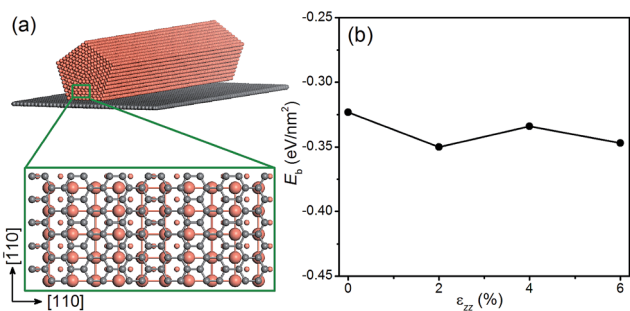 (a)
[1̄10]
[110]
(b)
-0.25
-0.30
-0.35
-0.40
-0.45
E_b (eV/nm²)
0 2 4 6
ε_zz (%)